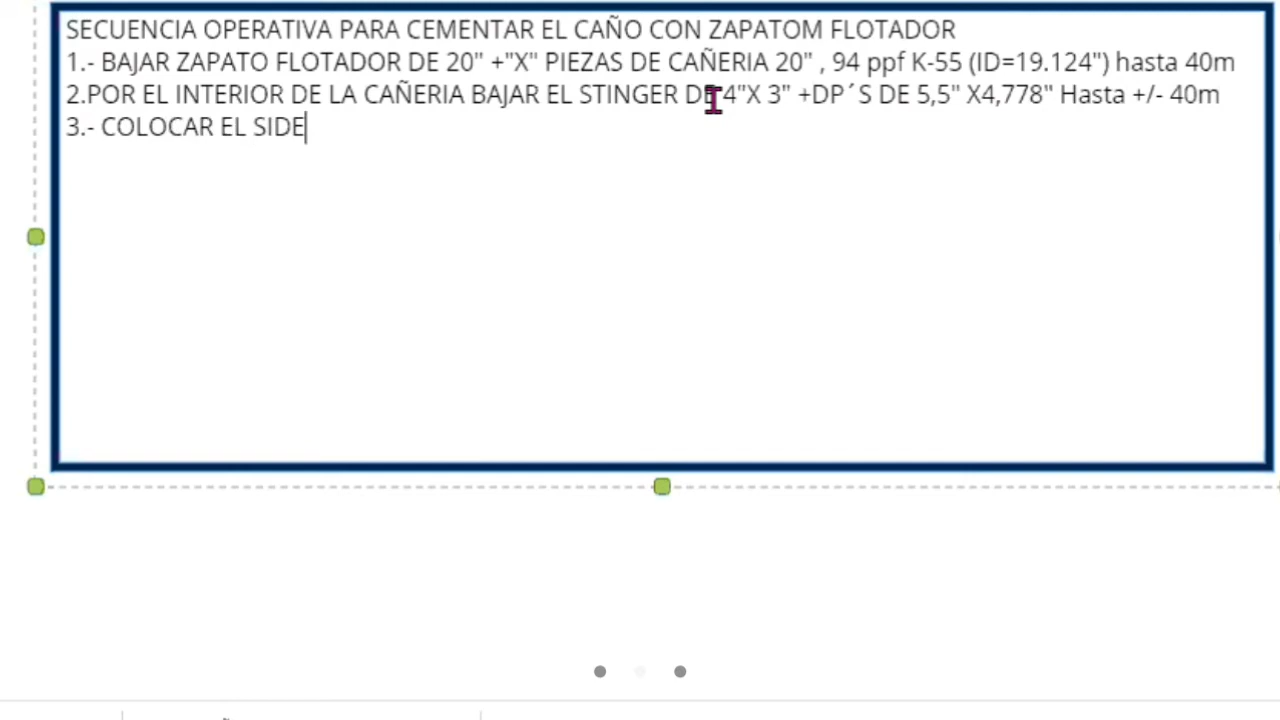 SECUENCIA OPERATIVA PARA CEMENTAR EL CAÑO CON ZAPATOM FLOTADOR
1.- BAJAR ZAPATO FLOTADOR DE 20" +"X" PIEZAS DE CAÑERIA 20" , 94 ppf K-55 (ID=19.124") hasta 40m
2.POR EL INTERIOR DE LA CAÑERIA BAJAR EL STINGER DE 4"X 3" +DP´S DE 5,5" X4,778" Hasta +/- 40m
3.- COLOCAR EL SIDE